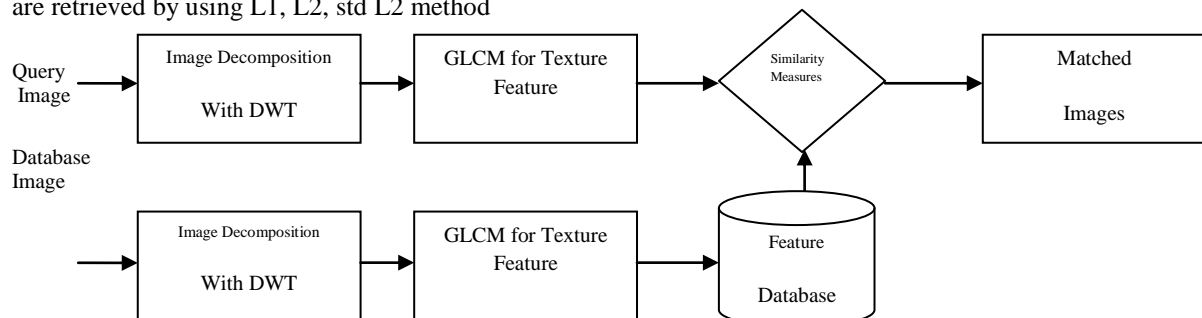 are retrieved by using L1, L2, std L2 method
Query
Image
Image Decomposition
With DWT
GLCM for Texture
Feature
Similarity
Measures
Matched
Images
Database
Image
Image Decomposition
With DWT
GLCM for Texture
Feature
Feature
Database